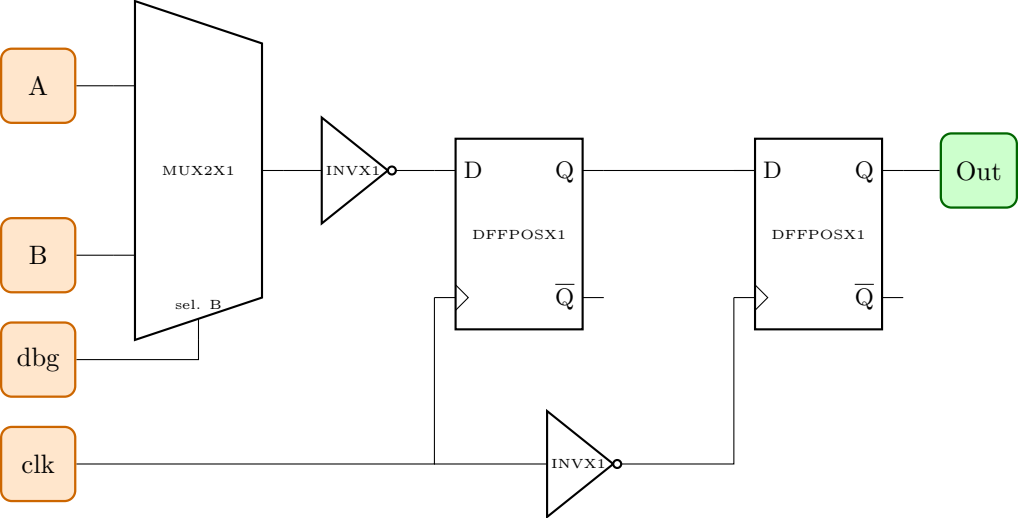 A
MUX2X1
INVX1
D
Q
D
Q
Out
DFFPOSX1
DFFPOSX1
B
sel. B
Q̅
Q̅
dbg
clk
INVX1